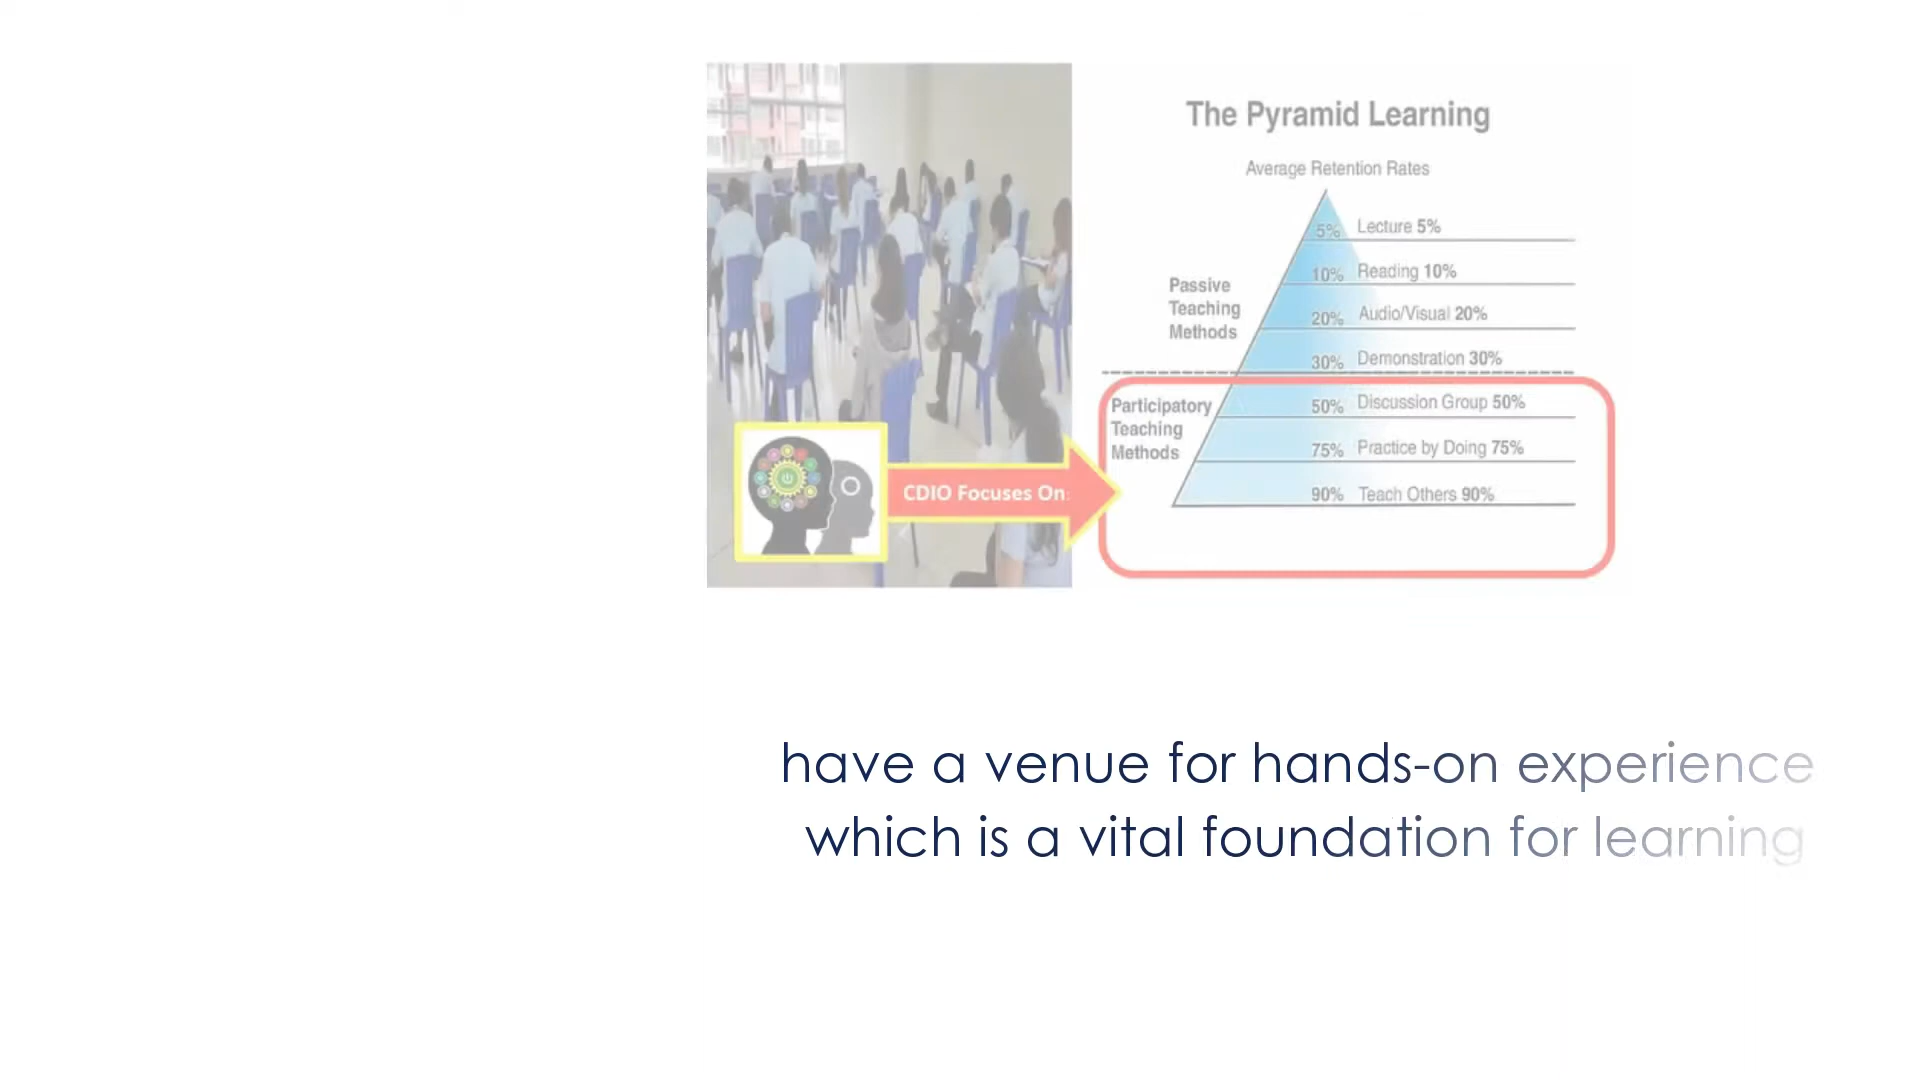 The Pyramid Learning
Average Retention Rates
5% Lecture 5%
10% Reading 10%
20% Audio/Visual 20%
30% Demonstration 30%
Passive
Teaching
Methods
50% Discussion Group 50%
75% Practice by Doing 75%
90% Teach Others 90%
Participatory
Teaching
Methods
CDIO Focuses On:
have a venue for hands-on experience
which is a vital foundation for learning